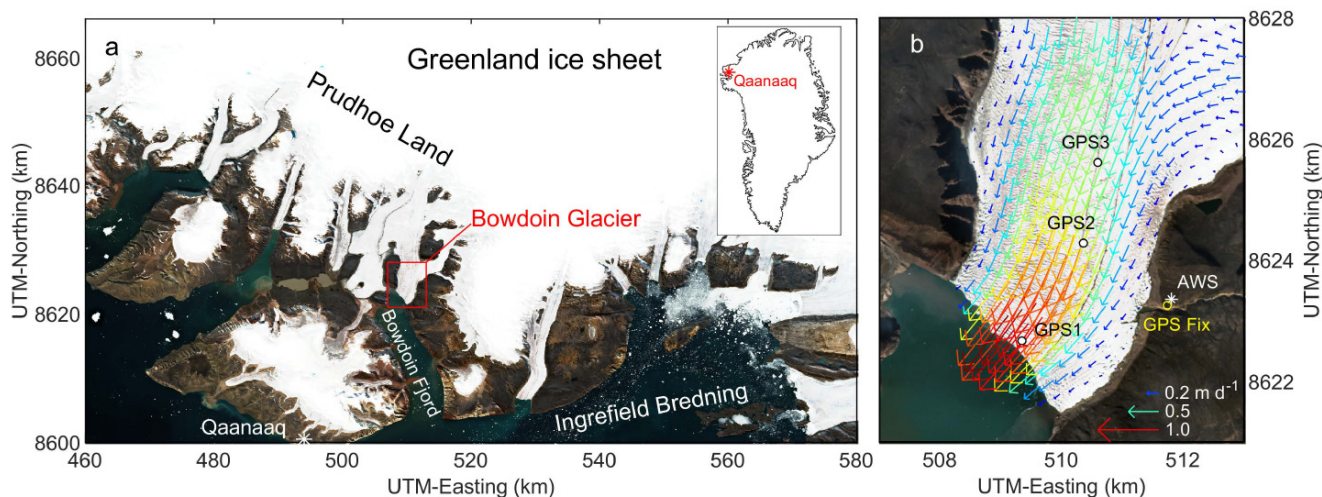 a
Greenland ice sheet
Prudhoe Land
Qaanaaq
Bowdoin Glacier
Bowdoin Fjord
Qaanaaq
Ingrefield Bredning
8660
8640
8620
8600
UTM-Northing (km)
460
480
500
520
540
560
580
UTM-Easting (km)
b
GPS3
GPS2
GPS1
AWS
GPS Fix
0.2 m d⁻¹
0.5
1.0
8628
8626
8624
8622
UTM-Northing (km)
508
510
512
UTM-Easting (km)